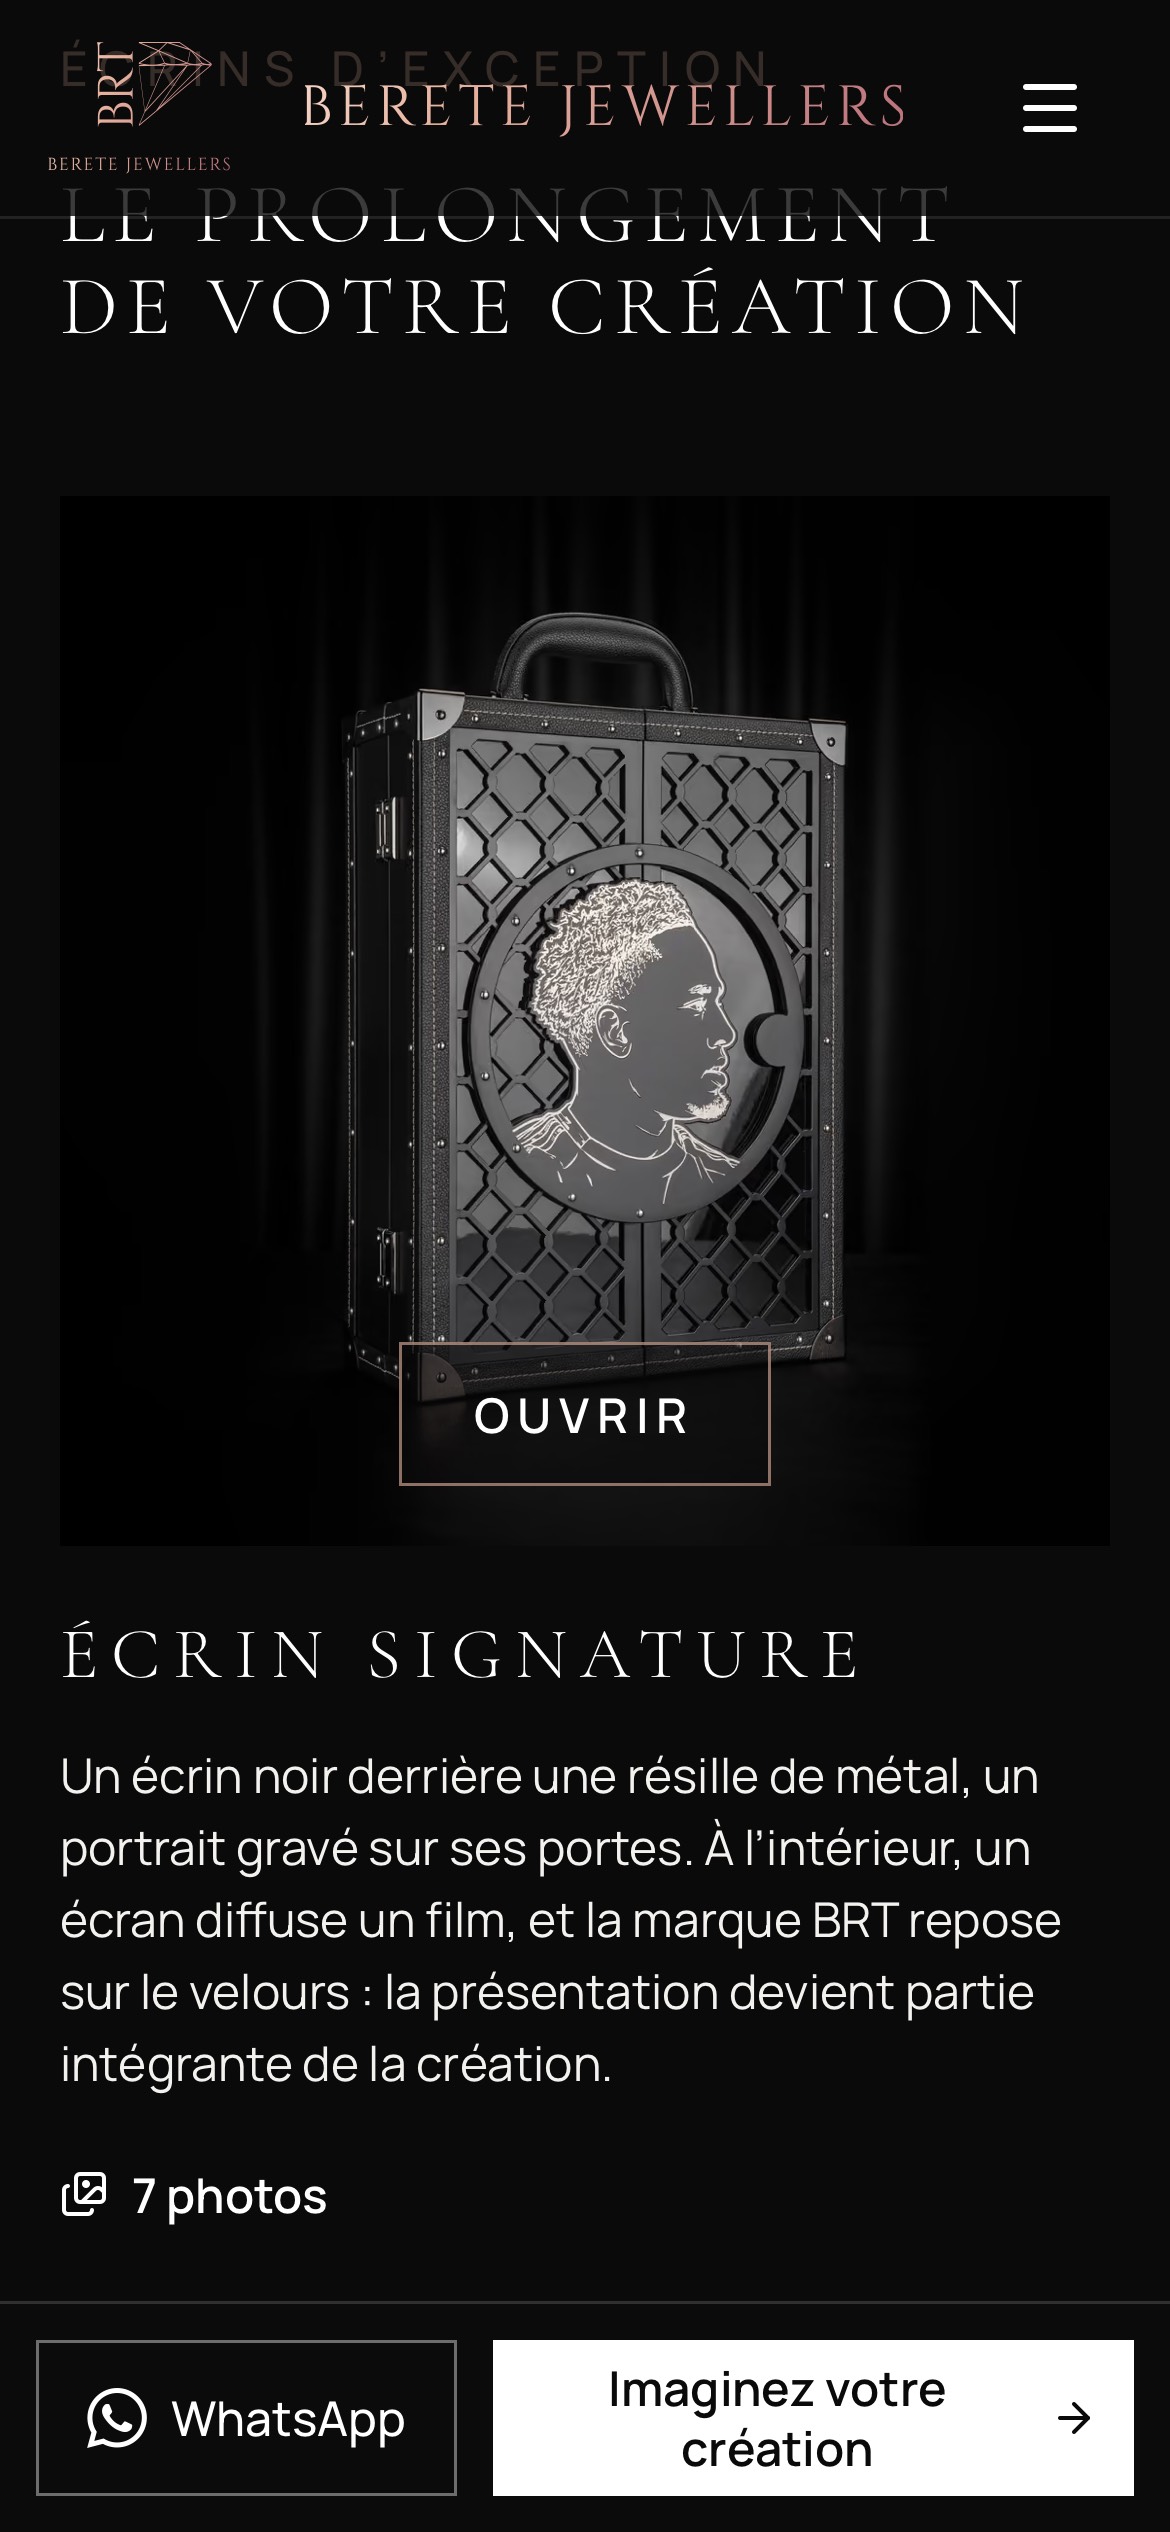 ÉCRINS D’EXCEPTION
BRT
BERETE JEWELLERS
BERETE JEWELLERS
LE PROLONGEMENT
DE VOTRE CRÉATION
OUVRIR
ÉCRIN SIGNATURE
Un écrin noir derrière une résille de métal, un
portrait gravé sur ses portes. À l’intérieur, un
écran diffuse un film, et la marque BRT repose
sur le velours : la présentation devient partie
intégrante de la création.
7 photos
WhatsApp
Imaginez votre
création